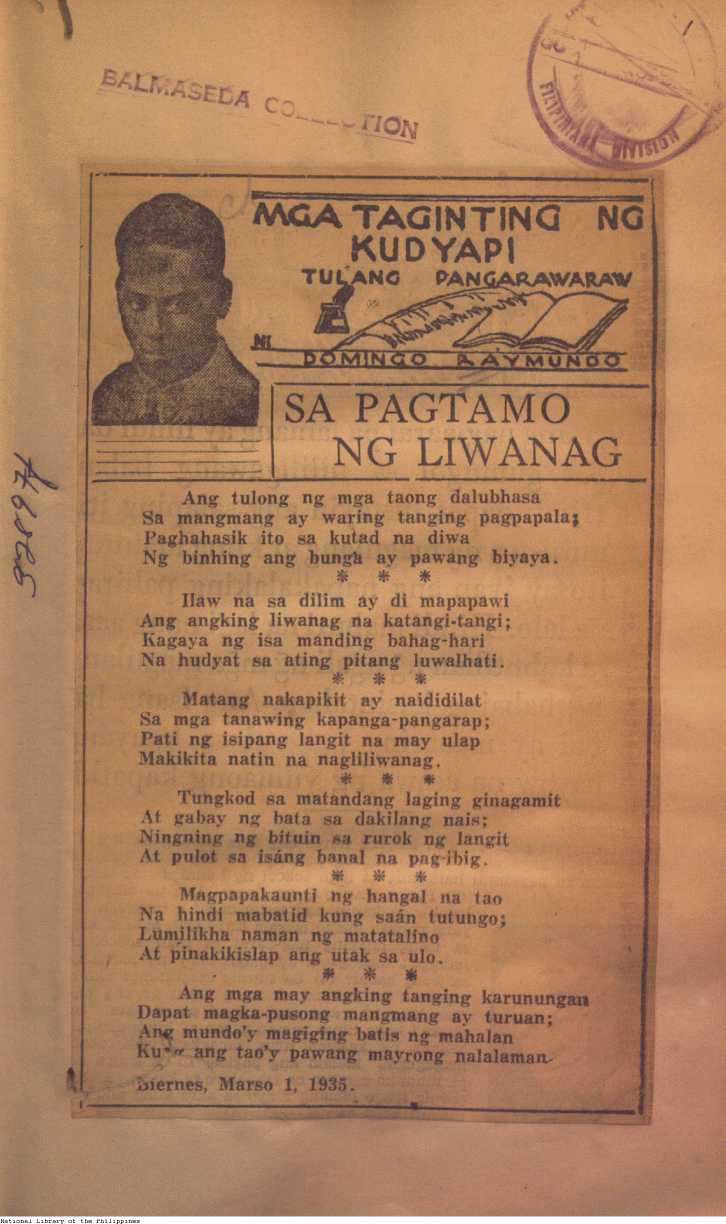 BALMASEDA COLLECTION
FILIPINIANA DIVISION
MGA TAGINTING NG
KUDYAPI
TULANG PANGARAWARAW
NI
DOMINGO RAYMUNDO
SA PAGTAMO
NG LIWANAG
Ang tulong ng mga taong dalubhasa
Sa mangmang ay waring tanging pagpapala;
Paghahasik ito sa kutad na diwa
Ng binhing ang bunga ay pawang biyaya.
* * *
Ilaw na sa dilim ay di mapapawi
Ang angking liwanag na katangi-tangi;
Kagaya ng isa manding bahag-hari
Na hudyat sa ating pitang luwalhati.
* * *
Matang nakapikit ay naididilat
Sa mga tanawing kapanga-pangarap;
Pati ng isipang langit na may ulap
Makikita natin na nagliliwanag.
* * *
Tungkod sa matandang laging ginagamit
At gabay ng bata sa dakilang nais;
Ningning ng bituin sa rurok ng langit
At pulot sa isáng banal na pag-ibig.
* * *
Magpapakaunti ng hangal na tao
Na hindi mabatid kung saán tutungo;
Lumilikha naman ng matatalino
At pinakikislap ang utak sa ulo.
* * *
Ang mga may angking tanging karunungan
Dapat magka-pusong mangmang ay turuan;
Ang mundo'y magiging batis ng mahalan
ang tao'y pawang mayrong nalalaman.
Biernes, Marso 1, 1935.
National Library of the Philippines